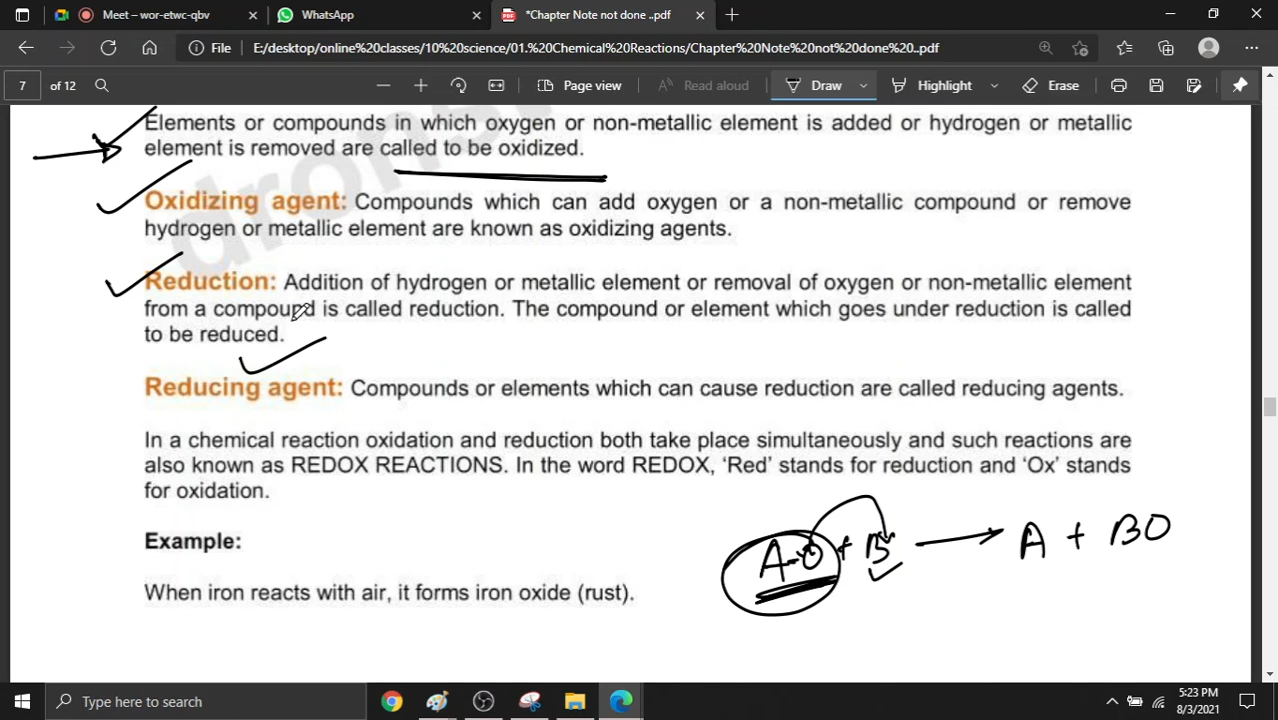 Meet – wor-etwc-qbv
WhatsApp
*Chapter Note not done ..pdf
File
E:/desktop/online%20classes/10%20science/01.%20Chemical%20Reactions/Chapter%20Note%20not%20done%20..pdf
7 of 12
Page view
Read aloud
Draw
Highlight
Erase
Elements or compounds in which oxygen or non-metallic element is added or hydrogen or metallic
element is removed are called to be oxidized.
Oxidizing agent: Compounds which can add oxygen or a non-metallic compound or remove
hydrogen or metallic element are known as oxidizing agents.
Reduction: Addition of hydrogen or metallic element or removal of oxygen or non-metallic element
from a compound is called reduction. The compound or element which goes under reduction is called
to be reduced.
Reducing agent: Compounds or elements which can cause reduction are called reducing agents.
In a chemical reaction oxidation and reduction both take place simultaneously and such reactions are
also known as REDOX REACTIONS. In the word REDOX, ‘Red’ stands for reduction and ‘Ox’ stands
for oxidation.
Example:
A-O + B → A + BO
When iron reacts with air, it forms iron oxide (rust).
Type here to search
5:23 PM
8/3/2021